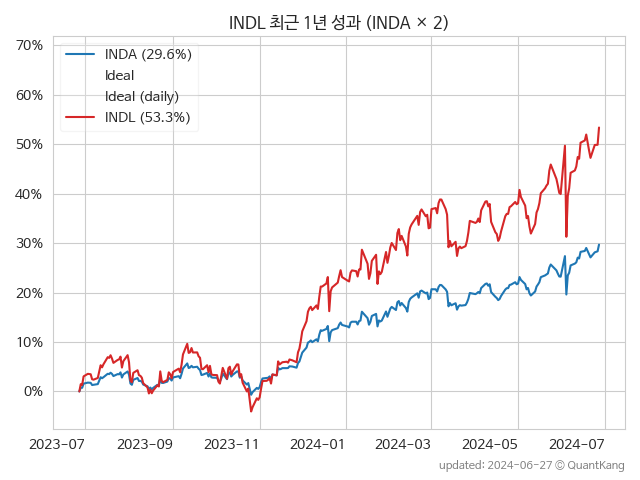 INDL 최근 1년 성과 (INDA × 2)
70%
60%
50%
40%
30%
20%
10%
0%
INDA (29.6%)
Ideal
Ideal (daily)
INDL (53.3%)
2023-07
2023-09
2023-11
2024-01
2024-03
2024-05
2024-07
updated: 2024-06-27 © QuantKang